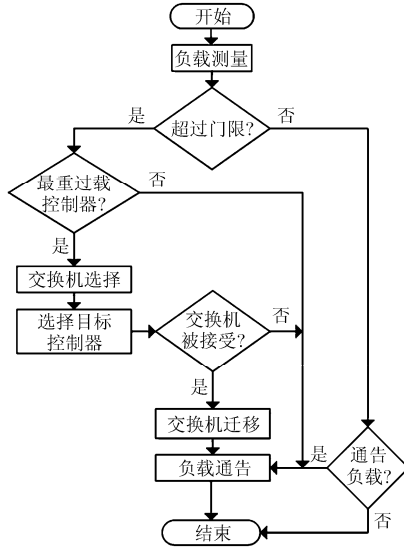 开始
负载测量
超过门限?
是
否
最重过载
控制器?
否
是
交换机选择
选择目标
控制器
交换机
被接受?
否
是
交换机迁移
负载通告
是
通告
负载?
否
结束